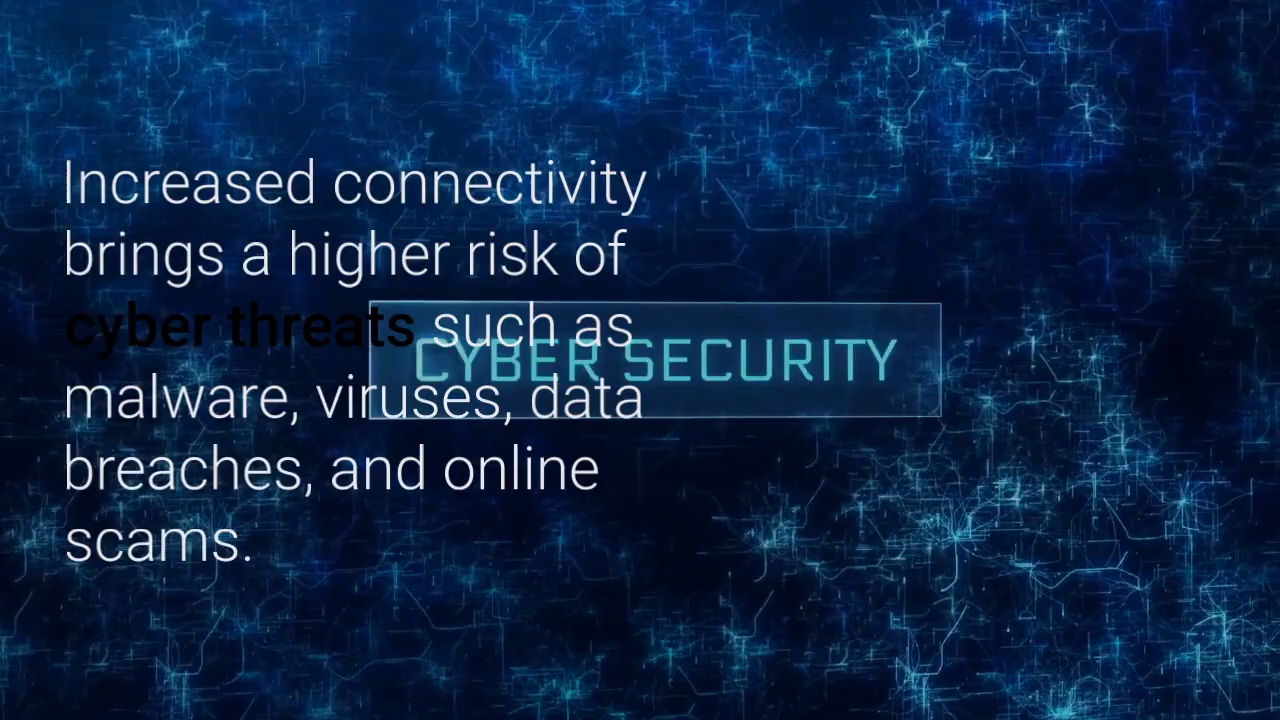 Increased connectivity
brings a higher risk of
cyber threats such as
CYBER SECURITY
malware, viruses, data
breaches, and online
scams.